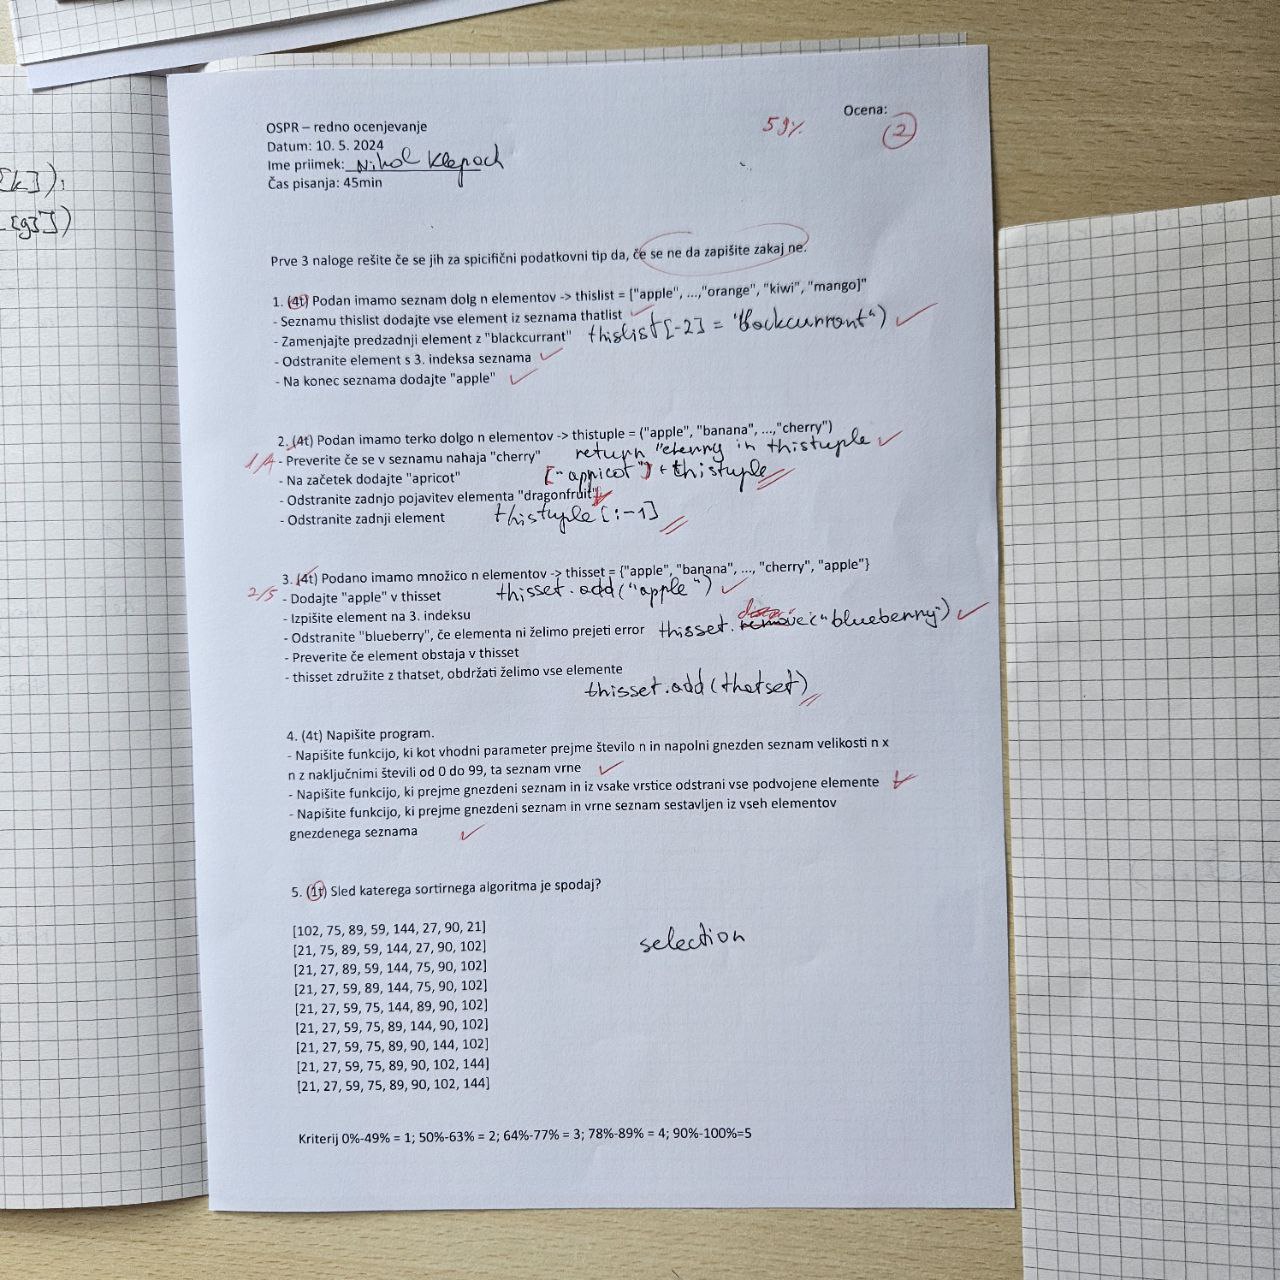 [k]):
[g]])
Ocena:
59%
2
OSPR – redno ocenjevanje
Datum: 10. 5. 2024
Ime priimek: Nikol Klepach
Čas pisanja: 45min
Prve 3 naloge rešite če se jih za spicifični podatkovni tip da, če se ne da zapišite zakaj ne.
1. (4t) Podan imamo seznam dolg n elementov -> thislist = ["apple", ...,"orange", "kiwi", "mango]"
- Seznamu thislist dodajte vse element iz seznama thatlist
- Zamenjajte predzadnji element z "blackcurrant" thislist[-2] = "blackcurrant")
- Odstranite element s 3. indeksa seznama
- Na konec seznama dodajte "apple"
2. (4t) Podan imamo terko dolgo n elementov -> thistuple = ("apple", "banana", ...,"cherry")
1/4 - Preverite če se v seznamu nahaja "cherry" return "cherry in thistuple
- Na začetek dodajte "apricot" ["apricot"] + thistuple
- Odstranite zadnjo pojavitev elementa "dragonfruit"
- Odstranite zadnji element thistuple[:-1]
3. (4t) Podano imamo množico n elementov -> thisset = {"apple", "banana", ..., "cherry", "apple"}
2/5 - Dodajte "apple" v thisset thisset.add("apple")
- Izpišite element na 3. indeksu
- Odstranite "blueberry", če elementa ni želimo prejeti error thisset.remove("blueberry")
- Preverite če element obstaja v thisset
- thisset združite z thatset, obdržati želimo vse elemente
thisset.add(thatset)
4. (4t) Napišite program.
- Napišite funkcijo, ki kot vhodni parameter prejme število n in napolni gnezden seznam velikosti n x
n z naključnimi števili od 0 do 99, ta seznam vrne
- Napišite funkcijo, ki prejme gnezdeni seznam in iz vsake vrstice odstrani vse podvojene elemente
- Napišite funkcijo, ki prejme gnezdeni seznam in vrne seznam sestavljen iz vseh elementov
gnezdenega seznama
5. (1t) Sled katerega sortirnega algoritma je spodaj?
[102, 75, 89, 59, 144, 27, 90, 21]
selection
[21, 75, 89, 59, 144, 27, 90, 102]
[21, 27, 89, 59, 144, 75, 90, 102]
[21, 27, 59, 89, 144, 75, 90, 102]
[21, 27, 59, 75, 144, 89, 90, 102]
[21, 27, 59, 75, 89, 144, 90, 102]
[21, 27, 59, 75, 89, 90, 144, 102]
[21, 27, 59, 75, 89, 90, 102, 144]
[21, 27, 59, 75, 89, 90, 102, 144]
Kriterij 0%-49% = 1; 50%-63% = 2; 64%-77% = 3; 78%-89% = 4; 90%-100%=5